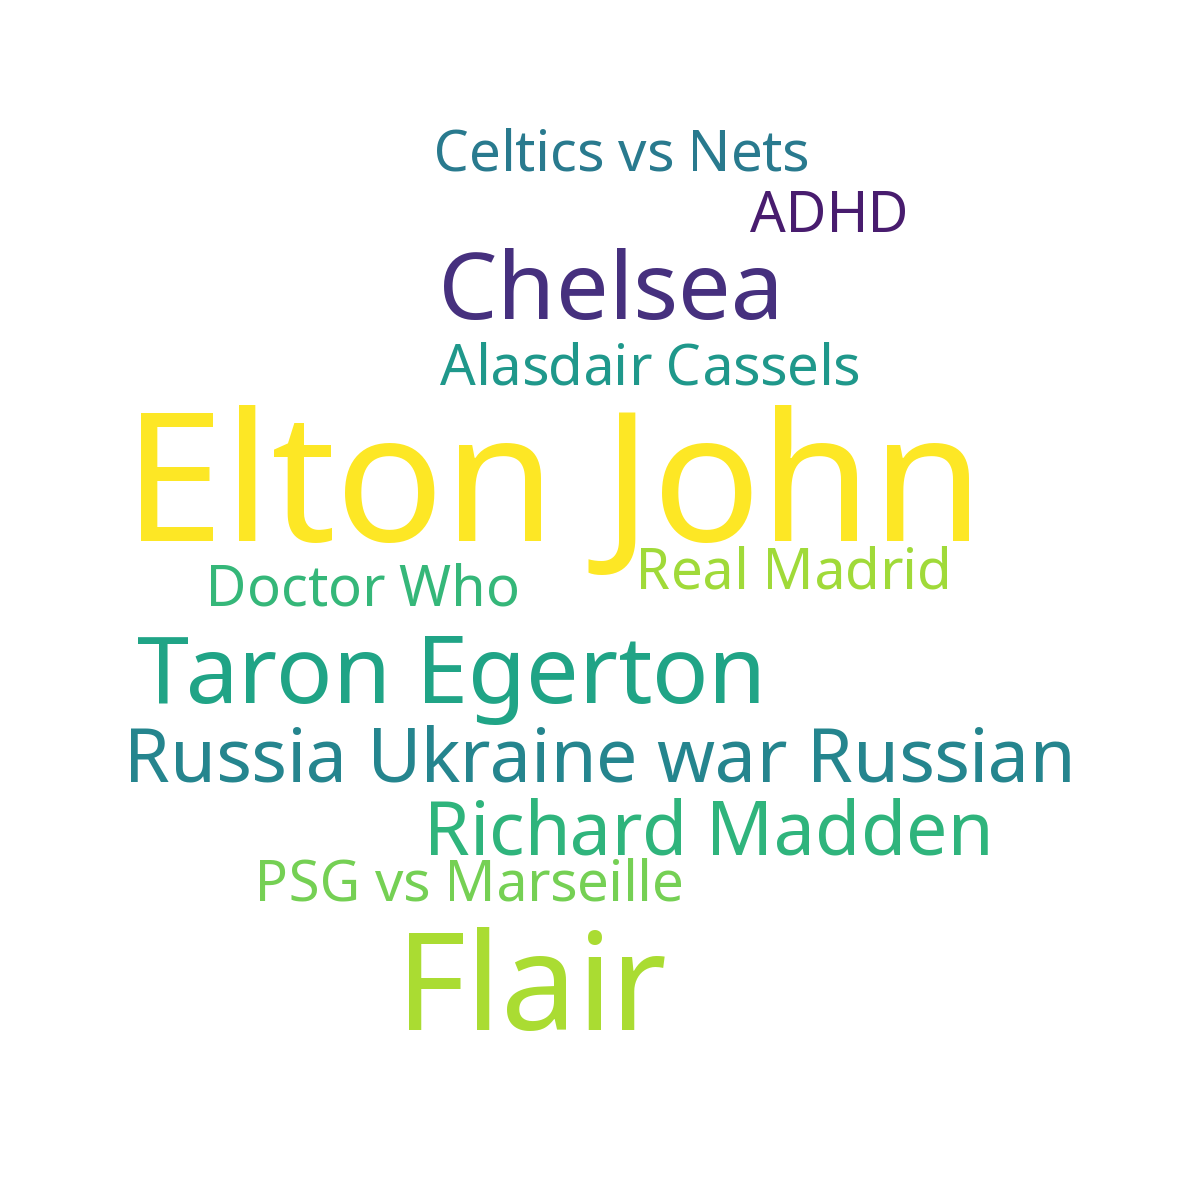 Celtics vs Nets
ADHD
Chelsea
Alasdair Cassels
Elton John
Real Madrid
Doctor Who
Taron Egerton
Russia Ukraine war Russian
Richard Madden
PSG vs Marseille
Flair